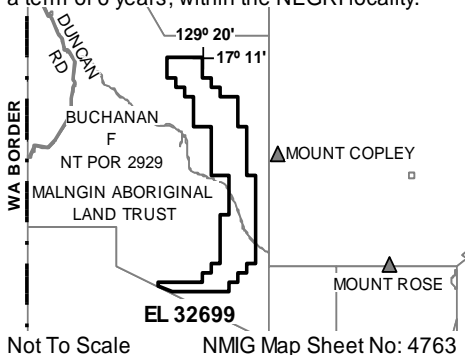 a term of 6 years, within the NEGRI locality.
129º 20'
17º 11'
DUNCAN
RD
WA BORDER
BUCHANAN
F
NT POR 2929
MALNGIN ABORIGINAL
LAND TRUST
MOUNT COPLEY
MOUNT ROSE
EL 32699
Not To Scale NMIG Map Sheet No: 4763